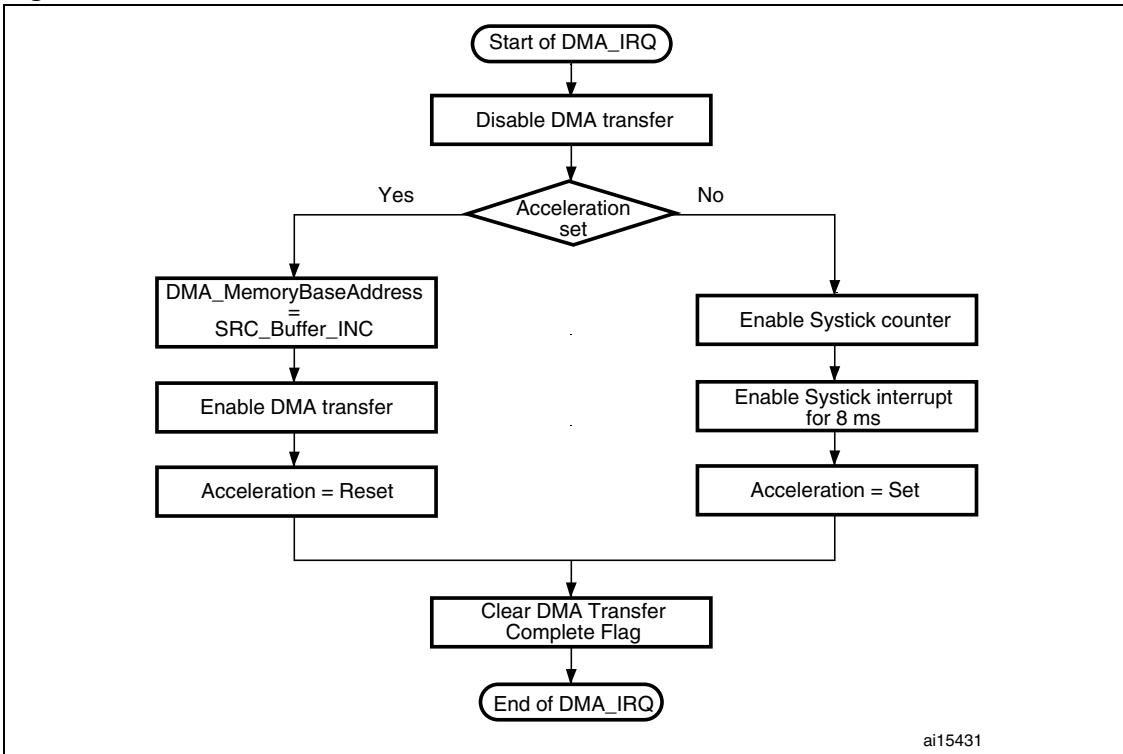 Start of DMA_IRQ
Disable DMA transfer
Yes
No
Acceleration
set
DMA_MemoryBaseAddress
=
SRC_Buffer_INC
Enable DMA transfer
Acceleration = Reset
Enable Systick counter
Enable Systick interrupt
for 8 ms
Acceleration = Set
Clear DMA Transfer
Complete Flag
End of DMA_IRQ
ai15431